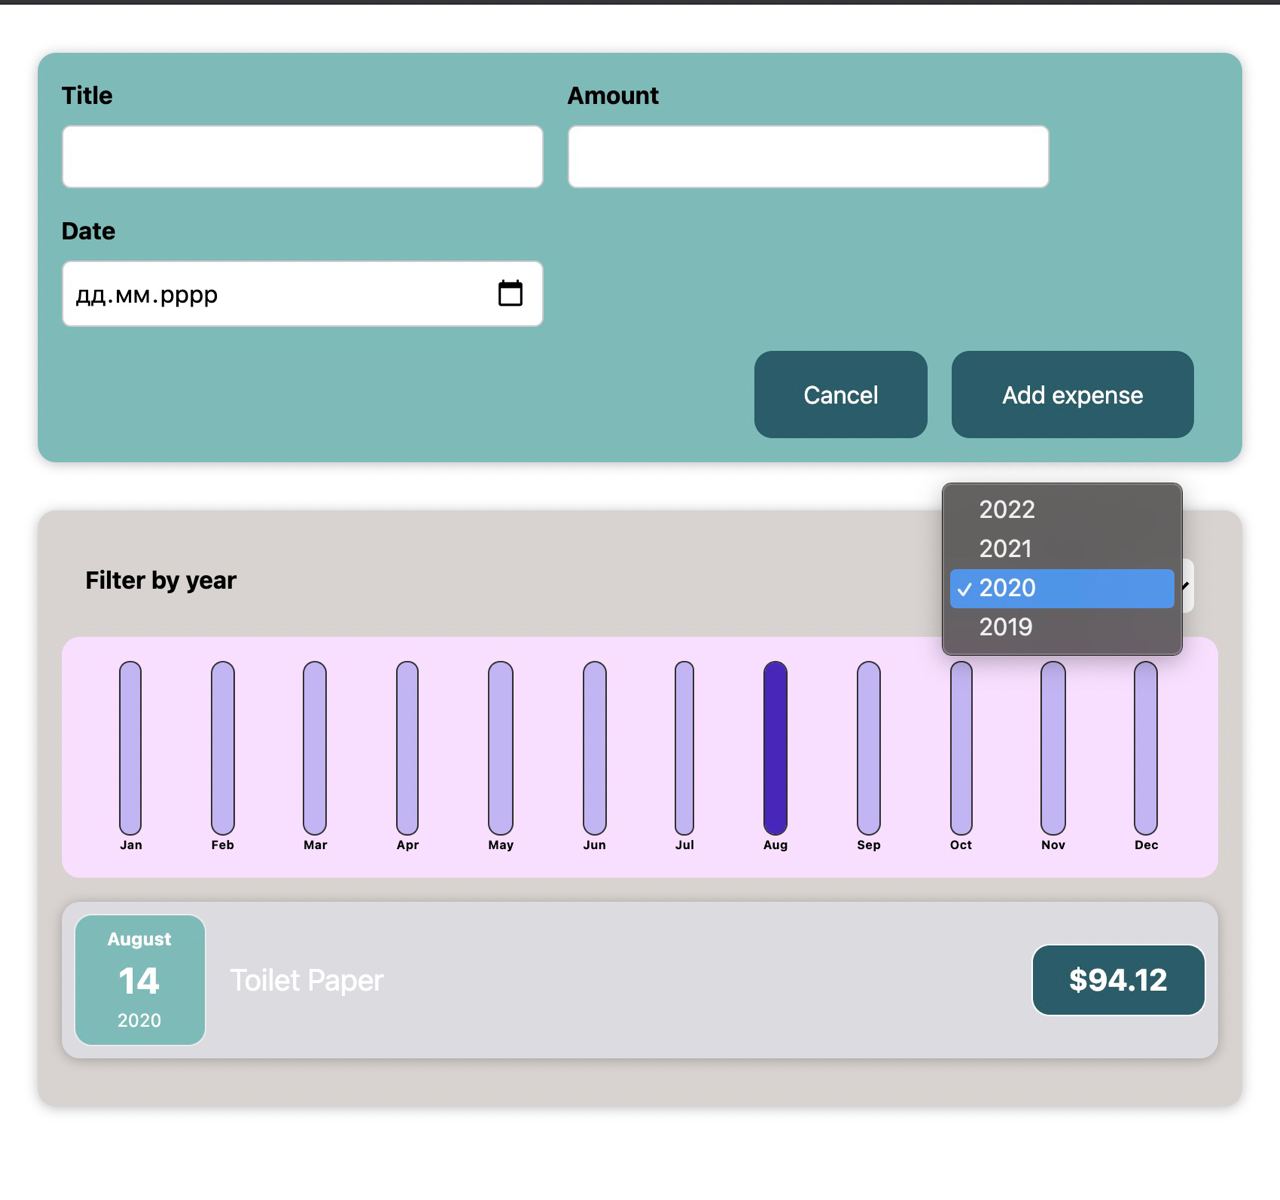 Title
Amount
Date
дд.мм.рррр
Cancel
Add expense
2022
2021
2020
2019
Filter by year
Jan
Feb
Mar
Apr
May
Jun
Jul
Aug
Sep
Oct
Nov
Dec
August
14
2020
Toilet Paper
$94.12